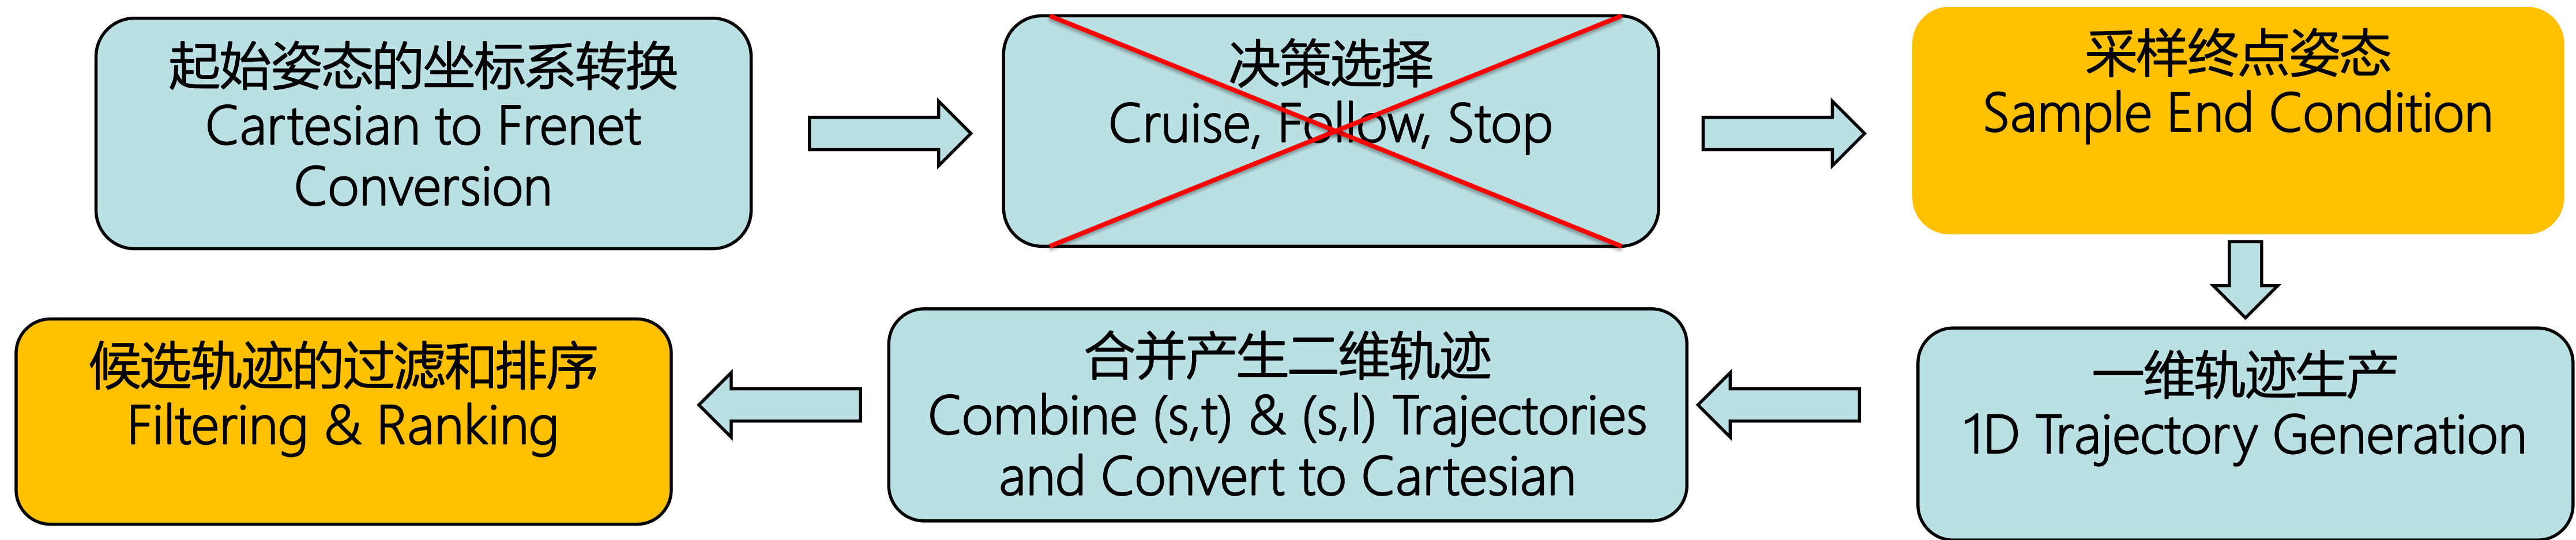 起始姿态的坐标系转换
Cartesian to Frenet
Conversion
决策选择
Cruise, Follow, Stop
采样终点姿态
Sample End Condition
一维轨迹生产
1D Trajectory Generation
合并产生二维轨迹
Combine (s,t) & (s,l) Trajectories
and Convert to Cartesian
候选轨迹的过滤和排序
Filtering & Ranking